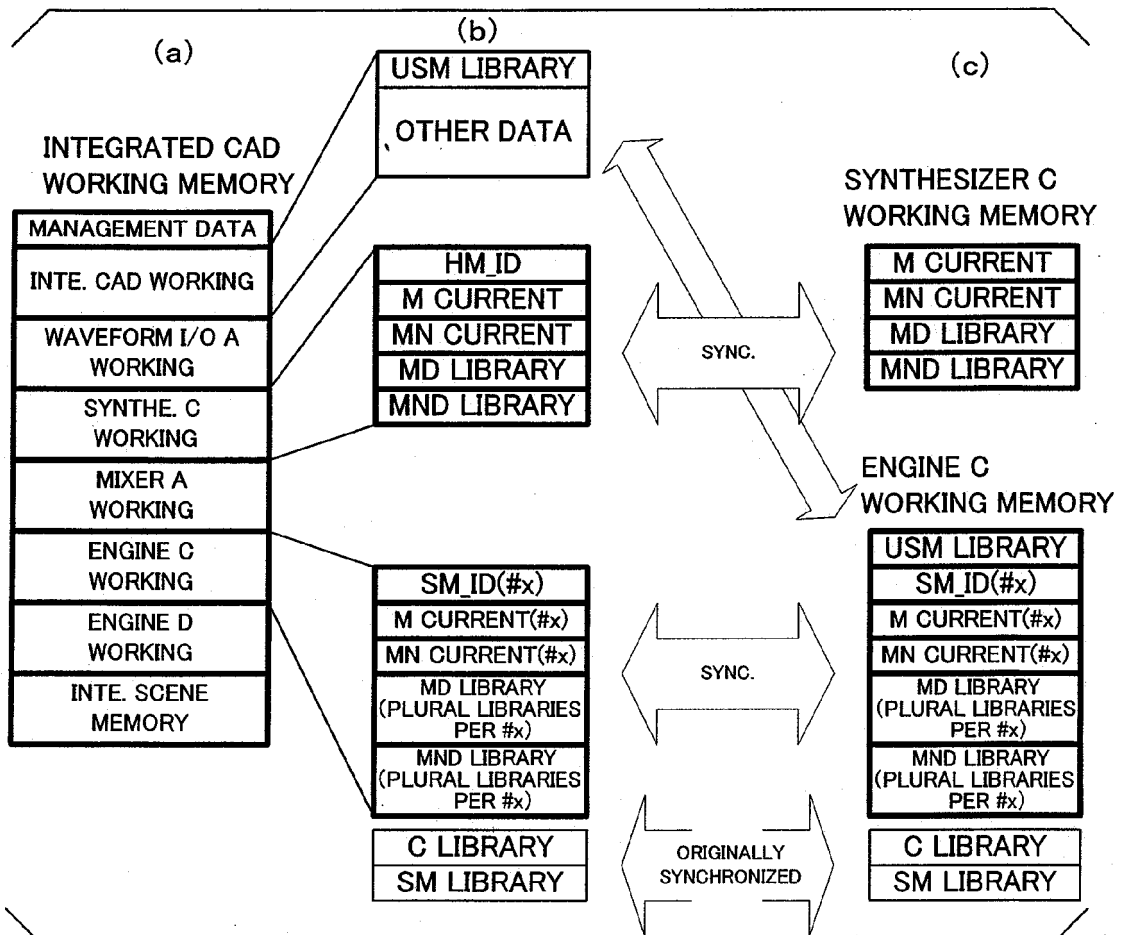 (a)
INTEGRATED CAD
WORKING MEMORY
MANAGEMENT DATA
INTE. CAD WORKING
WAVEFORM I/O A
WORKING
SYNTHE. C
WORKING
MIXER A
WORKING
ENGINE C
WORKING
ENGINE D
WORKING
INTE. SCENE
MEMORY
(b)
USM LIBRARY
OTHER DATA
HM_ID
M CURRENT
MN CURRENT
MD LIBRARY
MND LIBRARY
SM_ID(#x)
M CURRENT(#x)
MN CURRENT(#x)
MD LIBRARY
(PLURAL LIBRARIES
PER #x)
MND LIBRARY
(PLURAL LIBRARIES
PER #x)
C LIBRARY
SM LIBRARY
SYNC.
SYNC.
ORIGINALLY
SYNCHRONIZED
(c)
SYNTHESIZER C
WORKING MEMORY
M CURRENT
MN CURRENT
MD LIBRARY
MND LIBRARY
ENGINE C
WORKING MEMORY
USM LIBRARY
SM_ID(#x)
M CURRENT(#x)
MN CURRENT(#x)
MD LIBRARY
(PLURAL LIBRARIES
PER #x)
MND LIBRARY
(PLURAL LIBRARIES
PER #x)
C LIBRARY
SM LIBRARY